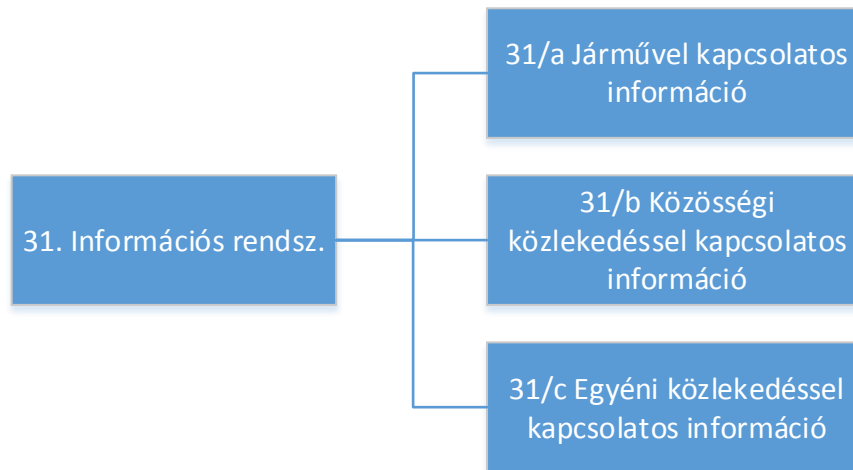 31/a Járművel kapcsolatos
információ
31. Információs rendsz.
31/b Közösségi
közlekedéssel kapcsolatos
információ
31/c Egyéni közlekedéssel
kapcsolatos információ